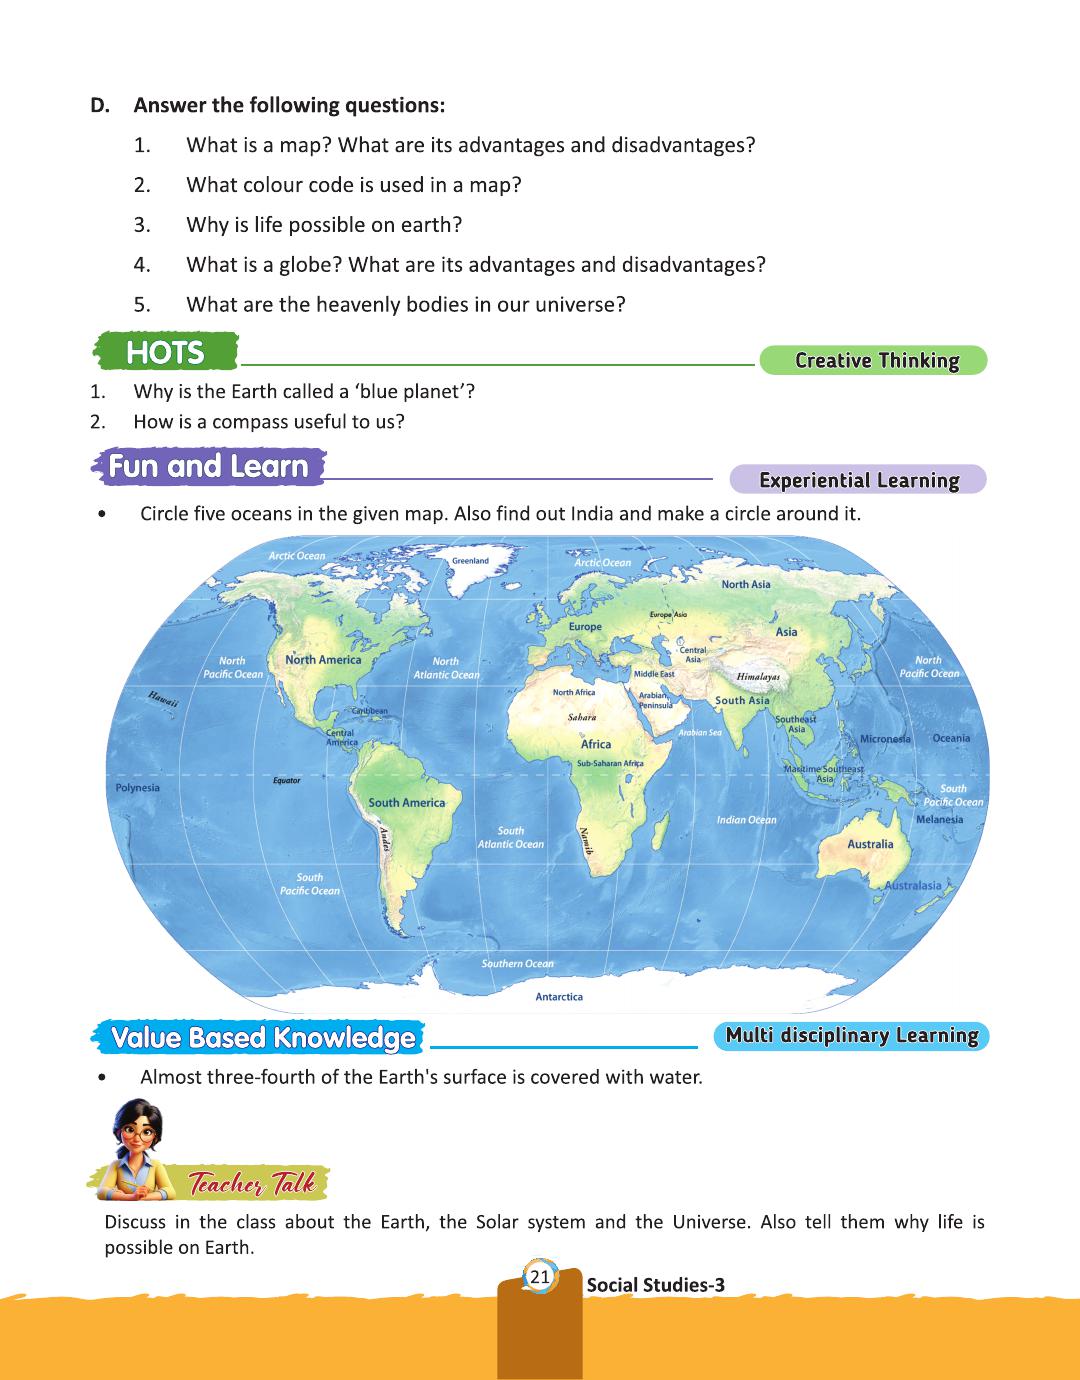 D. Answer the following questions:
1. What is a map? What are its advantages and disadvantages?
2. What colour code is used in a map?
3. Why is life possible on earth?
4. What is a globe? What are its advantages and disadvantages?
5. What are the heavenly bodies in our universe?
HOTS
Creative Thinking
1. Why is the Earth called a ‘blue planet’?
2. How is a compass useful to us?
Fun and Learn
Experiential Learning
• Circle five oceans in the given map. Also find out India and make a circle around it.
Arctic Ocean
Greenland
Arctic Ocean
North Asia
Europe Asia
Europe
Asia
North America
North
Pacific Ocean
North
Atlantic Ocean
Central
Asia
Middle East
Himalayas
North
Pacific Ocean
Hawaii
North Africa
Arabian
Peninsula
South Asia
Caribbean
Sahara
Southeast
Asia
Central
America
Arabian Sea
Africa
Micronesia
Oceania
Sub-Saharan Africa
Maritime Southeast
Asia
Equator
Polynesia
South America
South
Pacific Ocean
Indian Ocean
Melanesia
Andes
South
Atlantic Ocean
Namib
Australia
South
Pacific Ocean
Australasia
Southern Ocean
Antarctica
Value Based Knowledge
Multi disciplinary Learning
• Almost three-fourth of the Earth's surface is covered with water.
Teacher Talk
Discuss in the class about the Earth, the Solar system and the Universe. Also tell them why life is
possible on Earth.
21
Social Studies-3